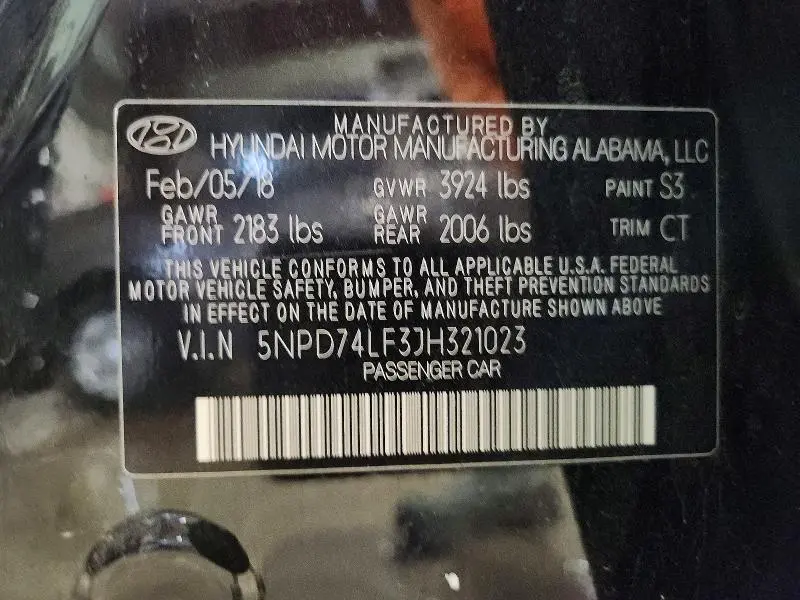 MANUFACTURED BY
HYUNDAI MOTOR MANUFACTURING ALABAMA, LLC
Feb/05/18 GVWR 3924 lbs PAINT S3
GAWR FRONT 2183 lbs GAWR REAR 2006 lbs TRIM CT
THIS VEHICLE CONFORMS TO ALL APPLICABLE U.S.A. FEDERAL
MOTOR VEHICLE SAFETY, BUMPER, AND THEFT PREVENTION STANDARDS
IN EFFECT ON THE DATE OF MANUFACTURE SHOWN ABOVE
V.I.N 5NPD74LF3JH321023
PASSENGER CAR